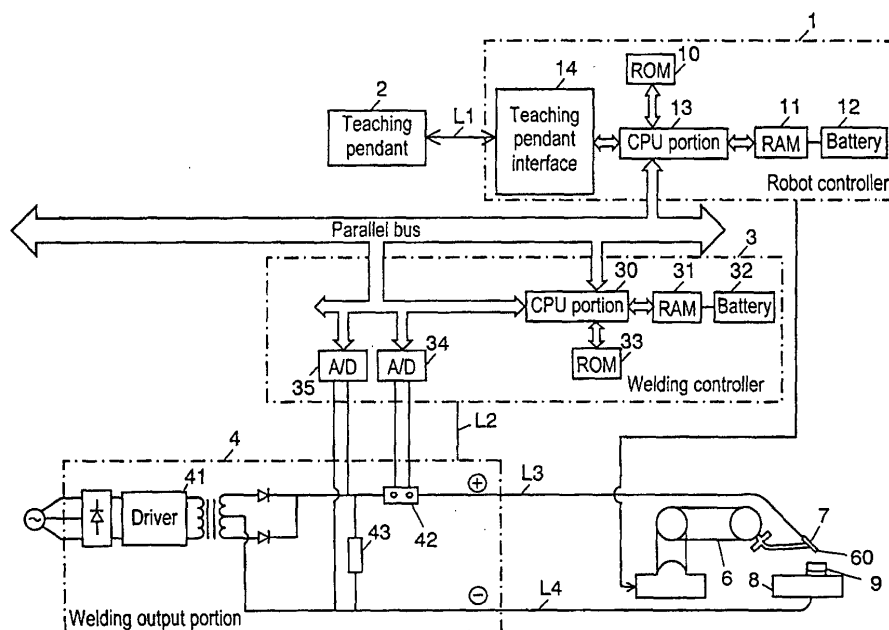 1
10
ROM
14
2
Teaching
pendant
L1
Teaching
pendant
interface
13
CPU portion
11
RAM
12
Battery
Robot controller
Parallel bus
3
30
CPU portion
31
RAM
32
Battery
35
A/D
34
A/D
33
ROM
Welding controller
L2
4
41
Driver
⊕
L3
42
43
⊖
L4
Welding output portion
6
7
60
8
9